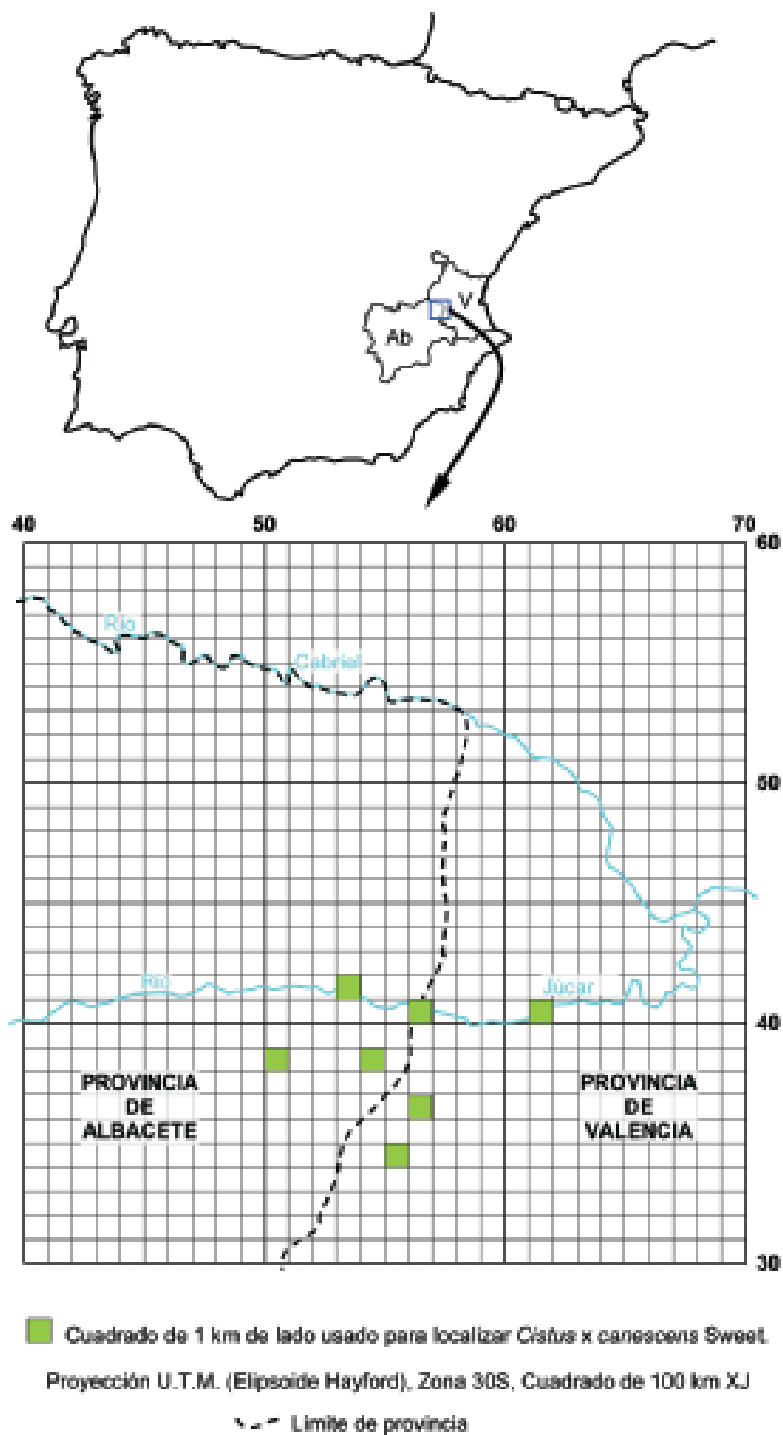 V
Ab
40 50 60 70
60
Río
Cabriel
50
Río
Júcar
40
PROVINCIA PROVINCIA
DE DE
ALBACETE VALENCIA
30
Cuadrado de 1 km de lado usado para localizar Cistus x canescens Sweet.
Proyección U.T.M. (Elipsoide Hayford), Zona 30S, Cuadrado de 100 km XJ
Límite de provincia